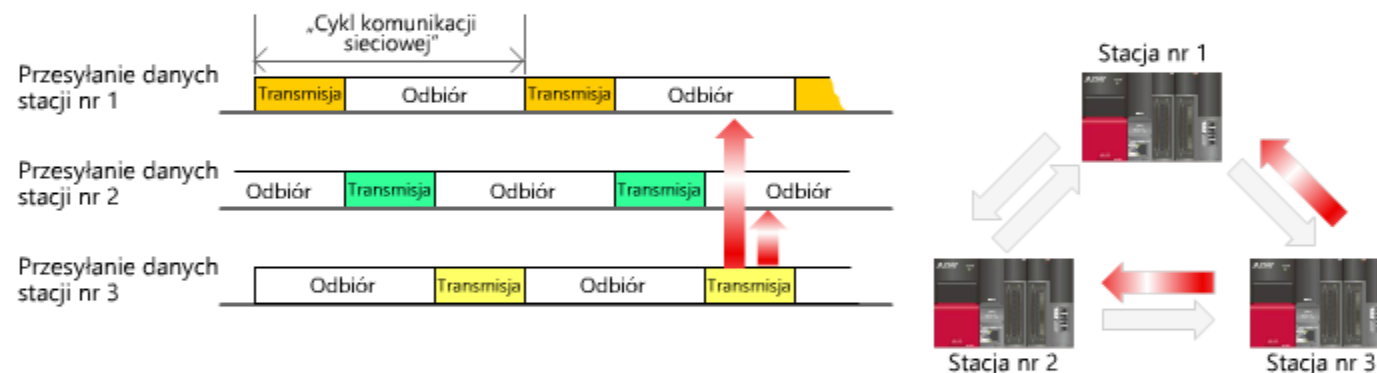 „Cykl komunikacji
sieciowej”
Przesyłanie danych
stacji nr 1
Transmisja
Odbiór
Transmisja
Odbiór
Przesyłanie danych
stacji nr 2
Odbiór
Transmisja
Odbiór
Transmisja
Odbiór
Przesyłanie danych
stacji nr 3
Odbiór
Transmisja
Odbiór
Transmisja
Stacja nr 1
Stacja nr 2
Stacja nr 3